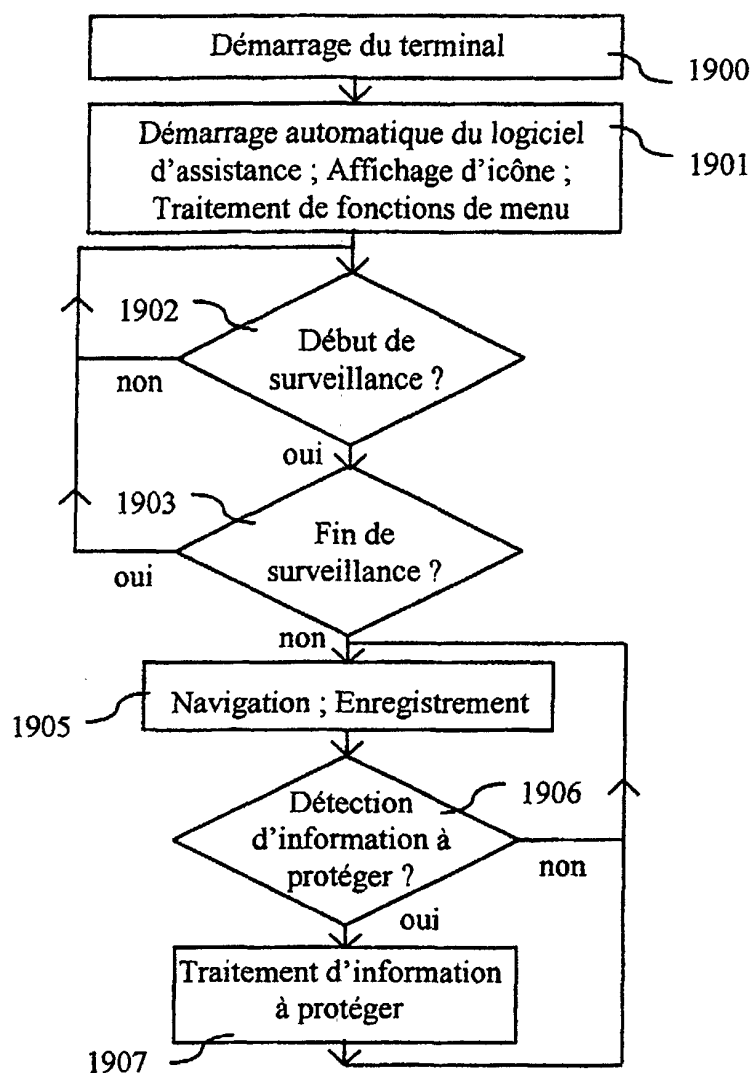 Démarrage du terminal
1900
Démarrage automatique du logiciel
d'assistance ; Affichage d'icône ;
Traitement de fonctions de menu
1901
1902
Début de
surveillance ?
non
oui
1903
Fin de
surveillance ?
oui
non
Navigation ; Enregistrement
1905
Détection
d'information à
protéger ?
1906
non
oui
Traitement d'information
à protéger
1907